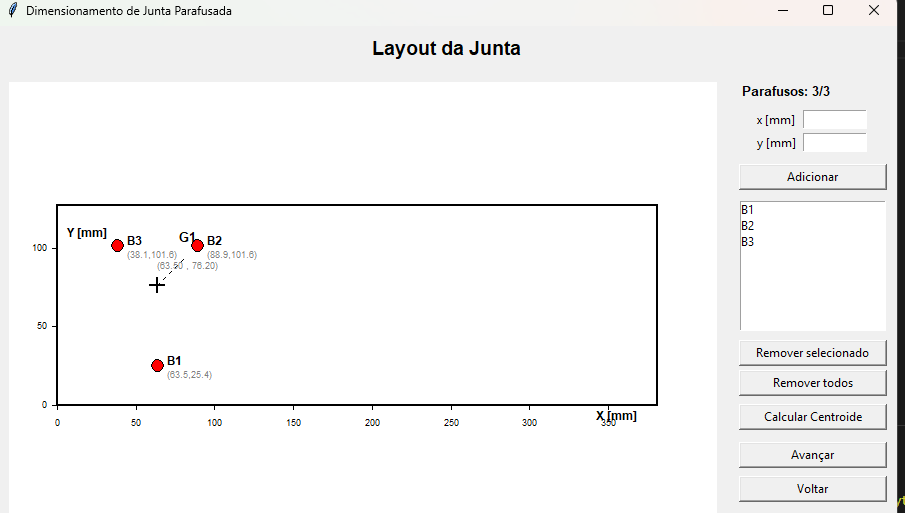 Dimensionamento de Junta Parafusada
Layout da Junta
Parafusos: 3/3
x [mm]
y [mm]
Adicionar
B1
B2
B3
Remover selecionado
Remover todos
Calcular Centroide
Avançar
Voltar
Y [mm]
B3
(38.1,101.6)
G1
B2
(88.9,101.6)
(63.50 , 76.20)
B1
(63.5,25.4)
100
50
0
0 50 100 150 200 250 300 350
X [mm]